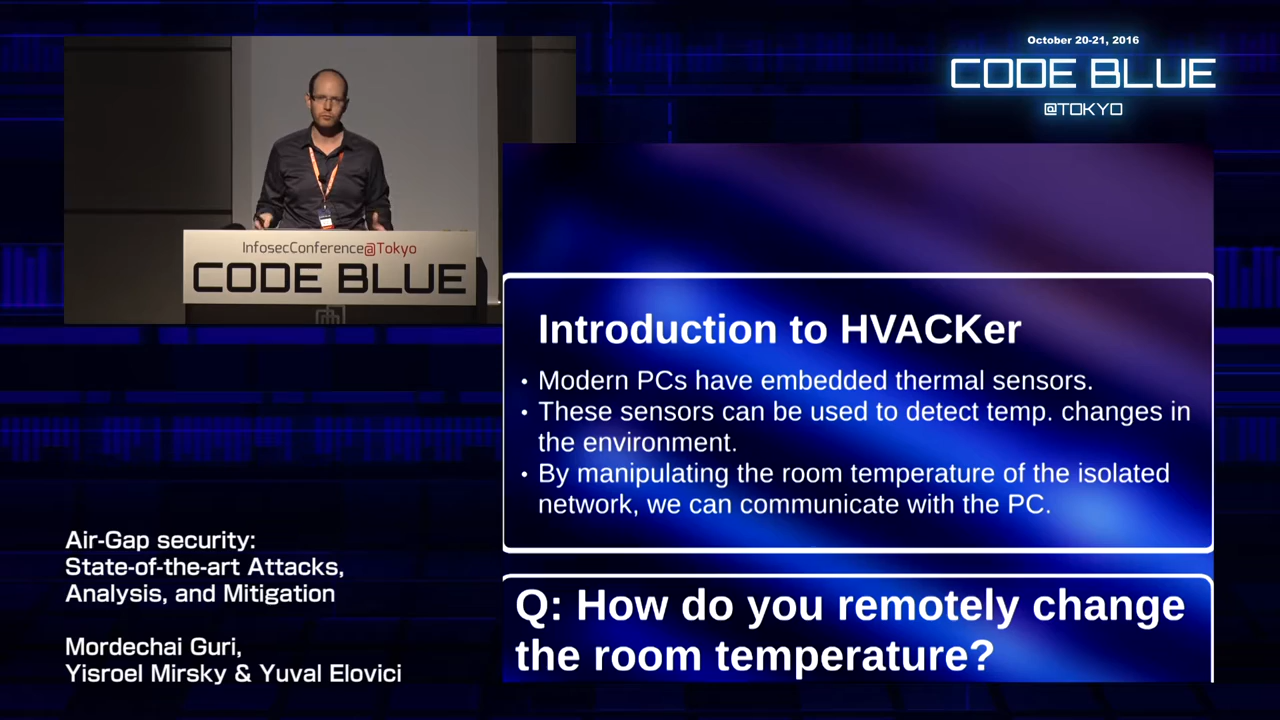 October 20-21, 2016
CODE BLUE
@TOKYO
InfosecConference@Tokyo
CODE BLUE
Introduction to HVACKer
• Modern PCs have embedded thermal sensors.
• These sensors can be used to detect temp. changes in
the environment.
• By manipulating the room temperature of the isolated
network, we can communicate with the PC.
Q: How do you remotely change
the room temperature?
Air-Gap security:
State-of-the-art Attacks,
Analysis, and Mitigation
Mordechai Guri,
Yisroel Mirsky & Yuval Elovici